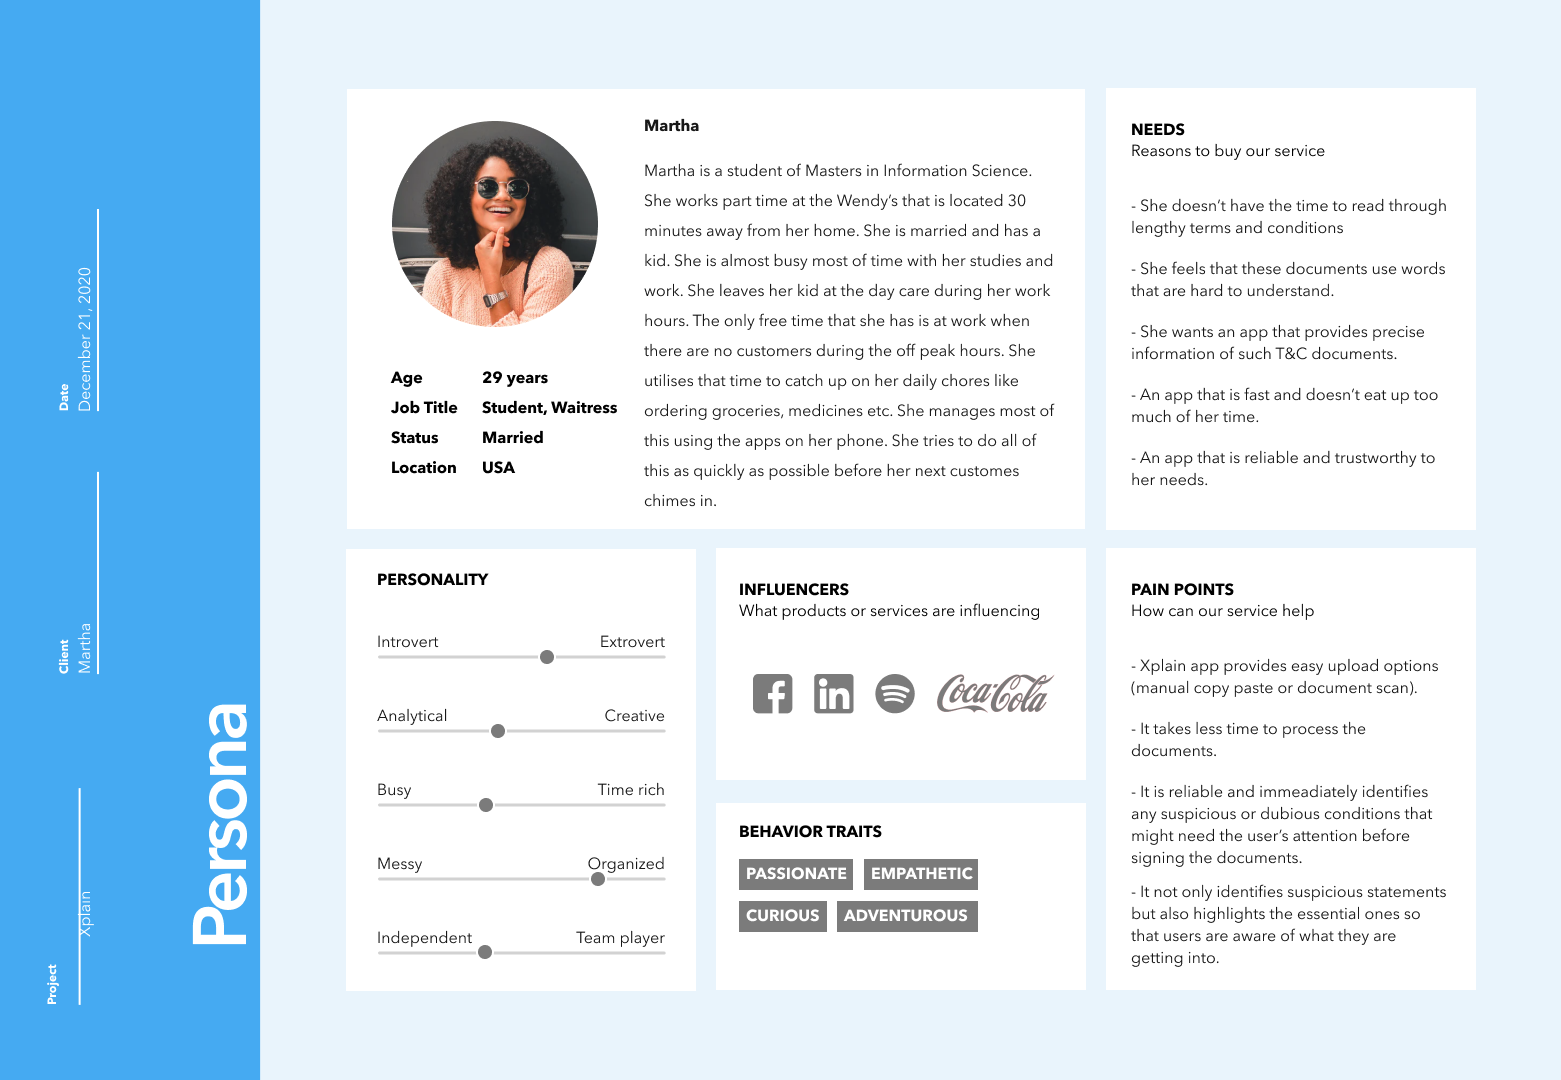 Persona
Date
December 21, 2020
Client
Martha
Project
Xplain
Martha
Martha is a student of Masters in Information Science.
She works part time at the Wendy’s that is located 30
minutes away from her home. She is married and has a
kid. She is almost busy most of time with her studies and
work. She leaves her kid at the day care during her work
hours. The only free time that she has is at work when
there are no customers during the off peak hours. She
utilises that time to catch up on her daily chores like
ordering groceries, medicines etc. She manages most of
this using the apps on her phone. She tries to do all of
this as quickly as possible before her next customes
chimes in.
Age 29 years
Job Title Student, Waitress
Status Married
Location USA
NEEDS
Reasons to buy our service
- She doesn’t have the time to read through
lengthy terms and conditions
- She feels that these documents use words
that are hard to understand.
- She wants an app that provides precise
information of such T&C documents.
- An app that is fast and doesn’t eat up too
much of her time.
- An app that is reliable and trustworthy to
her needs.
PERSONALITY
Introvert Extrovert
Analytical Creative
Busy Time rich
Messy Organized
Independent Team player
INFLUENCERS
What products or services are influencing
f in Coca-Cola
BEHAVIOR TRAITS
PASSIONATE EMPATHETIC
CURIOUS ADVENTUROUS
PAIN POINTS
How can our service help
- Xplain app provides easy upload options
(manual copy paste or document scan).
- It takes less time to process the
documents.
- It is reliable and immeadiately identifies
any suspicious or dubious conditions that
might need the user’s attention before
signing the documents.
- It not only identifies suspicious statements
but also highlights the essential ones so
that users are aware of what they are
getting into.